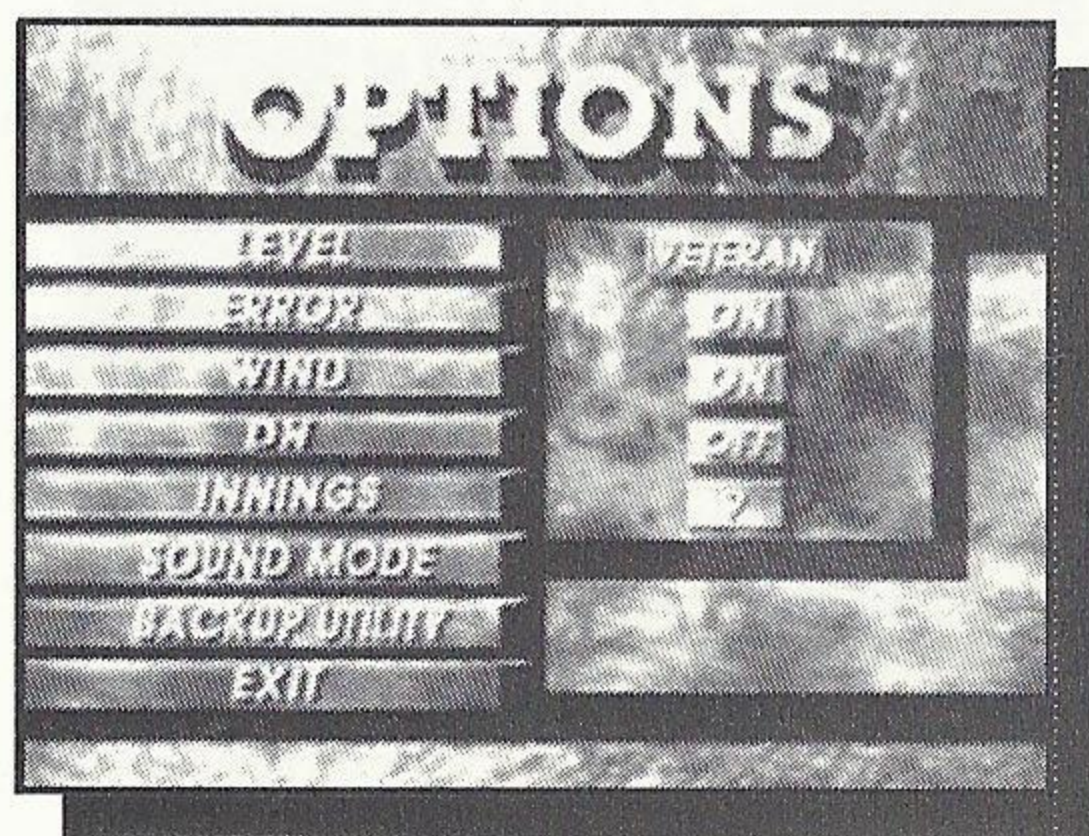 OPTIONS
LEVEL VETERAN
ERROR ON
WIND ON
DH OFF
INNINGS 9
SOUND MODE
BACKUP UTILITY
EXIT